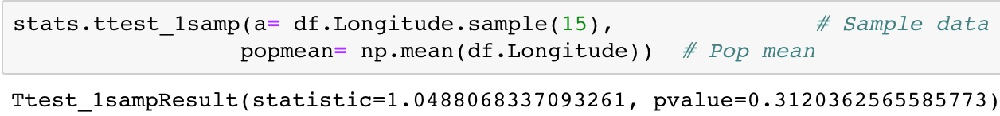 stats.ttest_1samp(a= df.Longitude.sample(15), # Sample data
popmean= np.mean(df.Longitude)) # Pop mean
Ttest_1sampResult(statistic=1.0488068337093261, pvalue=0.3120362565585773)